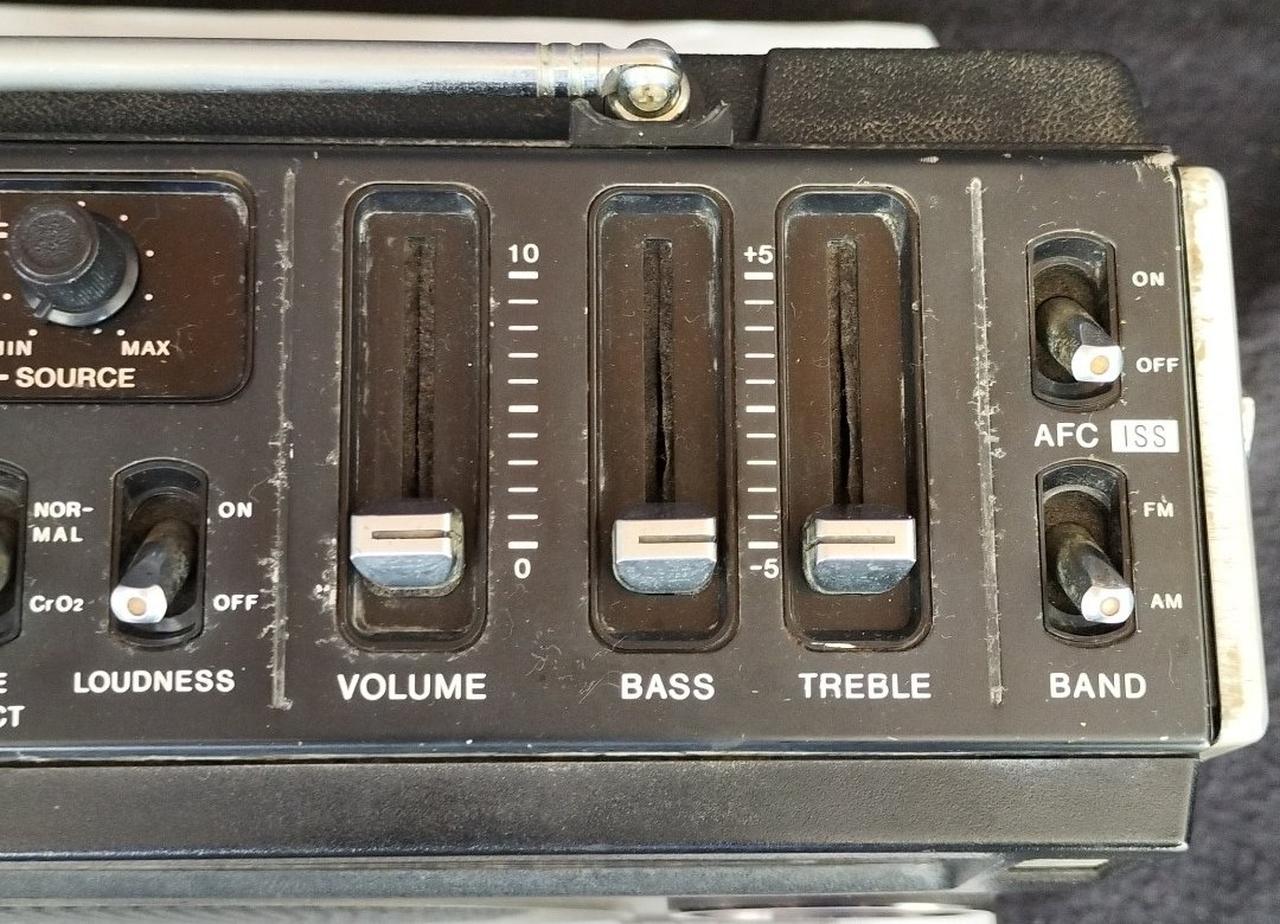 10
+5
ON
MAX
OFF
- SOURCE
AFC ISS
NOR-
MAL
ON
FM
CrO2
OFF
0
-5
AM
LOUDNESS
VOLUME
BASS
TREBLE
BAND